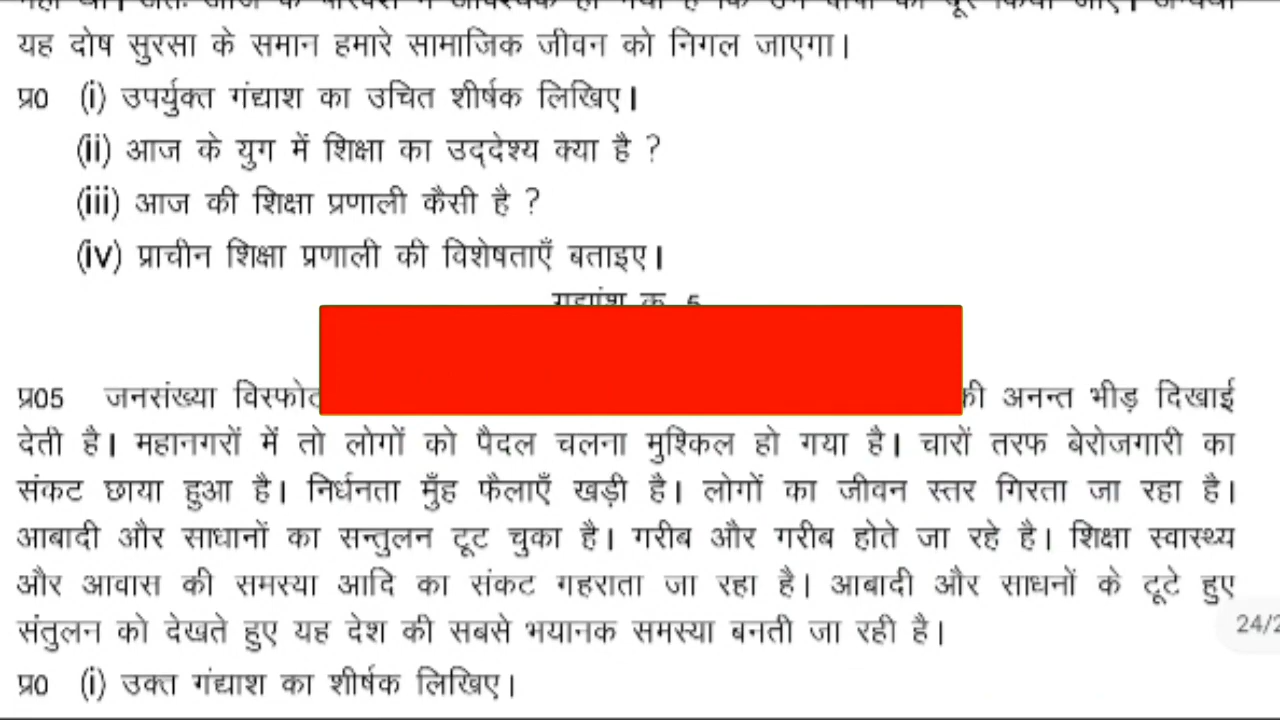 यह दोष सुरसा के समान हमारे सामाजिक जीवन को निगल जाएगा।
प्र0 (i) उपर्युक्त गंद्याश का उचित शीर्षक लिखिए।
(ii) आज के युग में शिक्षा का उद्देश्य क्या है ?
(iii) आज की शिक्षा प्रणाली कैसी है ?
(iv) प्राचीन शिक्षा प्रणाली की विशेषताएँ बताइए।
प्र05 जनसंख्या की अनन्त भीड़ दिखाई
देती है। महानगरों में तो लोगों को पैदल चलना मुश्किल हो गया है। चारों तरफ बेरोजगारी का
संकट छाया हुआ है। निर्धनता मुँह फैलाएँ खड़ी है। लोगों का जीवन स्तर गिरता जा रहा है।
आबादी और साधानों का सन्तुलन टूट चुका है। गरीब और गरीब होते जा रहे है। शिक्षा स्वास्थ्य
और आवास की समस्या आदि का संकट गहराता जा रहा है। आबादी और साधनों के टूटे हुए
संतुलन को देखते हुए यह देश की सबसे भयानक समस्या बनती जा रही है।
24/2
प्र0 (i) उक्त गंद्याश का शीर्षक लिखिए।